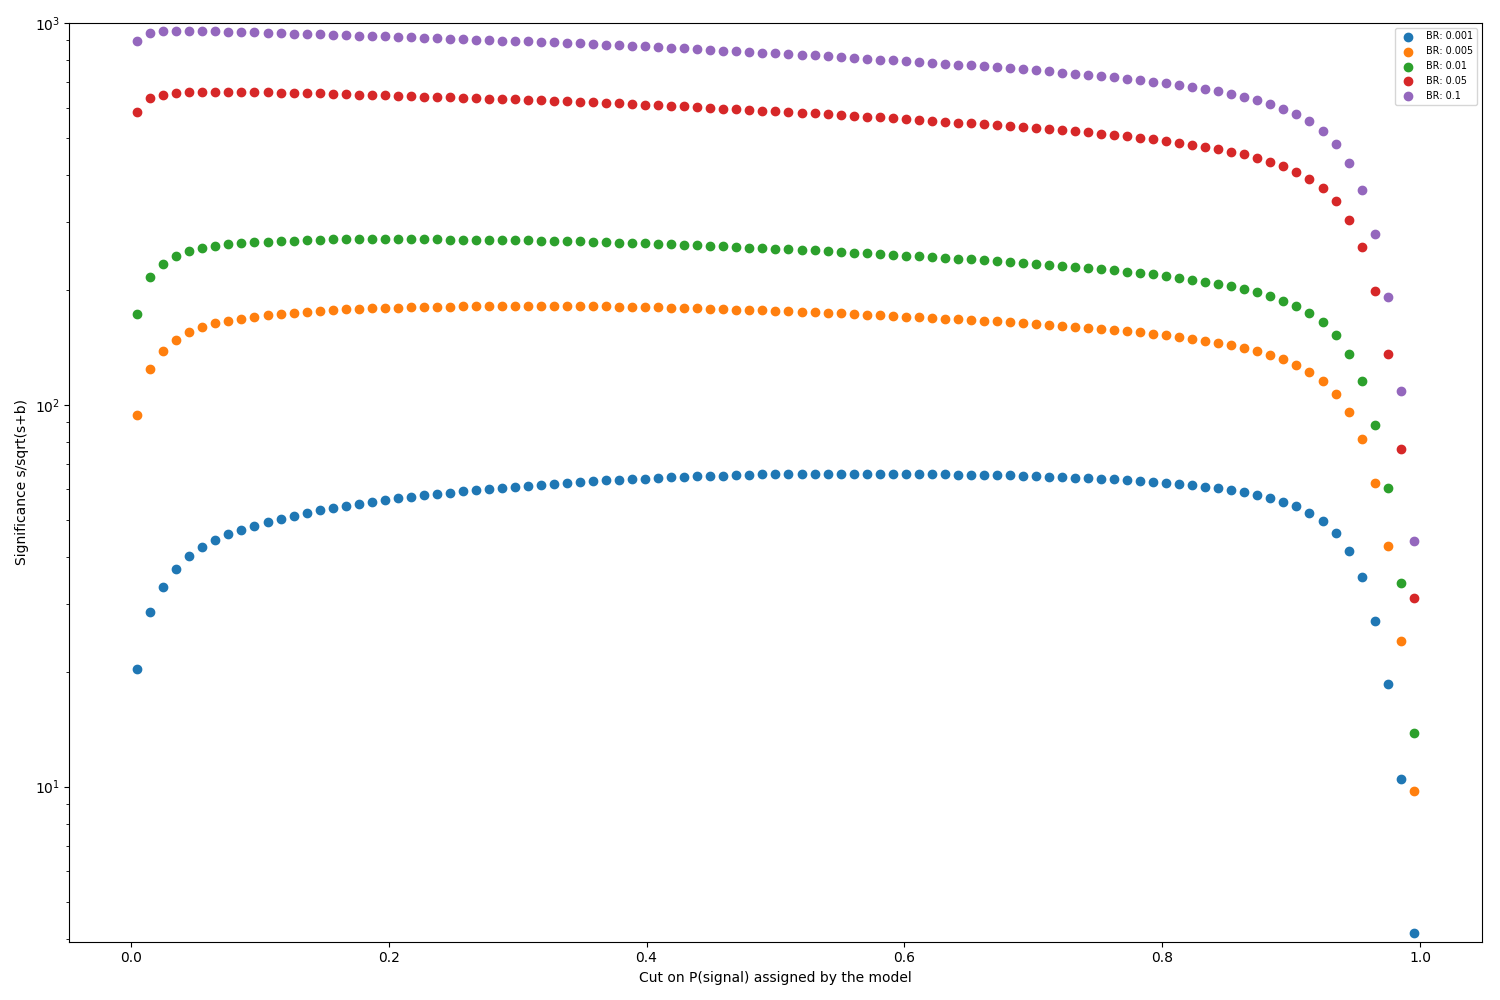 10³
10²
10¹
Significance s/sqrt(s+b)
BR: 0.001
BR: 0.005
BR: 0.01
BR: 0.05
BR: 0.1
0.0 0.2 0.4 0.6 0.8 1.0
Cut on P(signal) assigned by the model